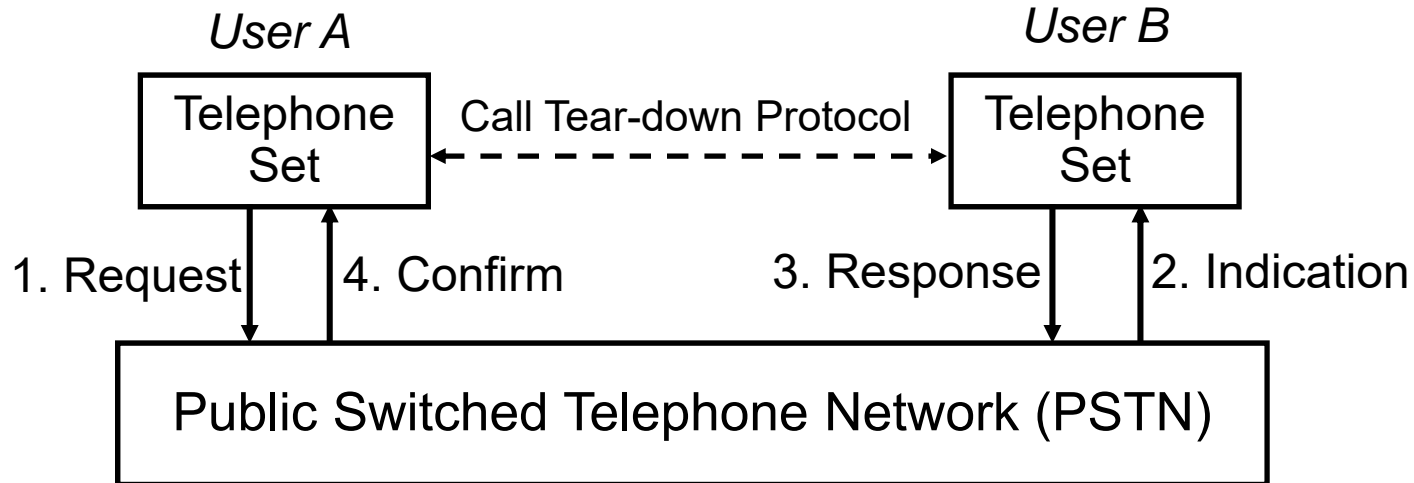 User A
User B
Telephone
Set
Call Tear-down Protocol
Telephone
Set
1. Request
4. Confirm
3. Response
2. Indication
Public Switched Telephone Network (PSTN)